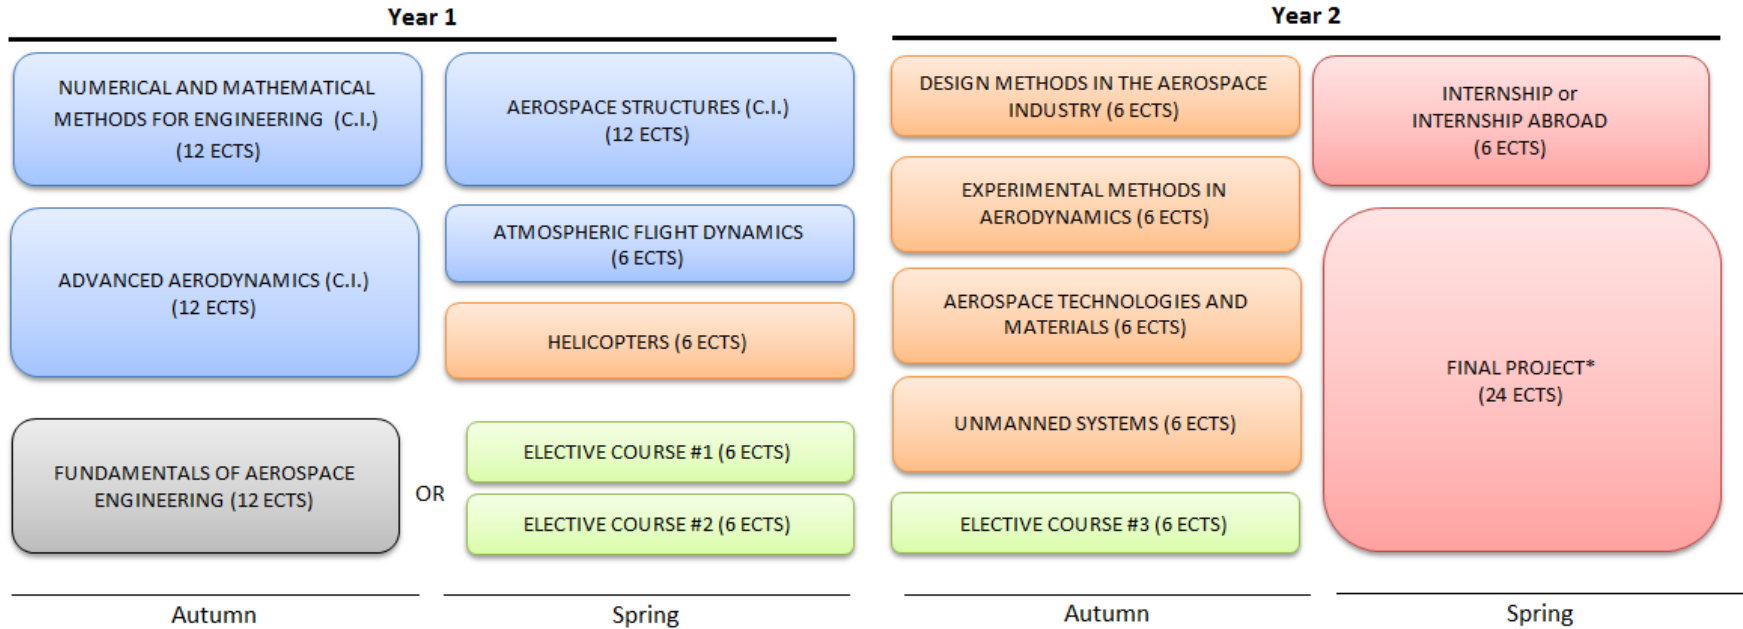 Year 1
NUMERICAL AND MATHEMATICAL
METHODS FOR ENGINEERING (C.I.)
(12 ECTS)
ADVANCED AERODYNAMICS (C.I.)
(12 ECTS)
FUNDAMENTALS OF AEROSPACE
ENGINEERING (12 ECTS)
OR
AEROSPACE STRUCTURES (C.I.)
(12 ECTS)
ATMOSPHERIC FLIGHT DYNAMICS
(6 ECTS)
HELICOPTERS (6 ECTS)
ELECTIVE COURSE #1 (6 ECTS)
ELECTIVE COURSE #2 (6 ECTS)
Autumn
Spring
Year 2
DESIGN METHODS IN THE AEROSPACE
INDUSTRY (6 ECTS)
EXPERIMENTAL METHODS IN
AERODYNAMICS (6 ECTS)
AEROSPACE TECHNOLOGIES AND
MATERIALS (6 ECTS)
UNMANNED SYSTEMS (6 ECTS)
ELECTIVE COURSE #3 (6 ECTS)
INTERNSHIP or
INTERNSHIP ABROAD
(6 ECTS)
FINAL PROJECT*
(24 ECTS)
Autumn
Spring